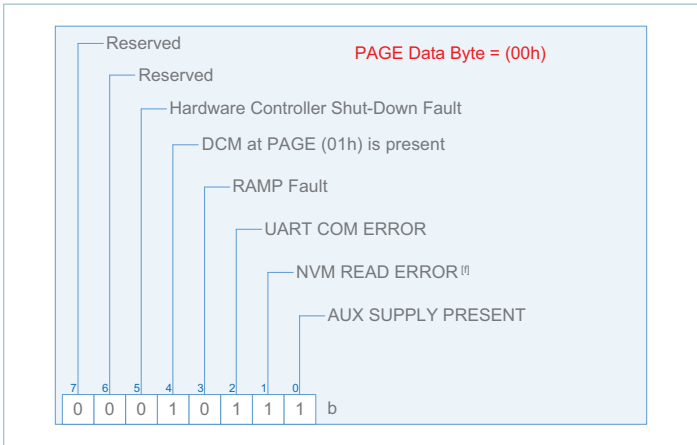 Reserved
PAGE Data Byte = (00h)
Reserved
Hardware Controller Shut-Down Fault
DCM at PAGE (01h) is present
RAMP Fault
UART COM ERROR
NVM READ ERROR [f]
AUX SUPPLY PRESENT
7 6 5 4 3 2 1 0
0 0 0 1 0 1 1 1 b